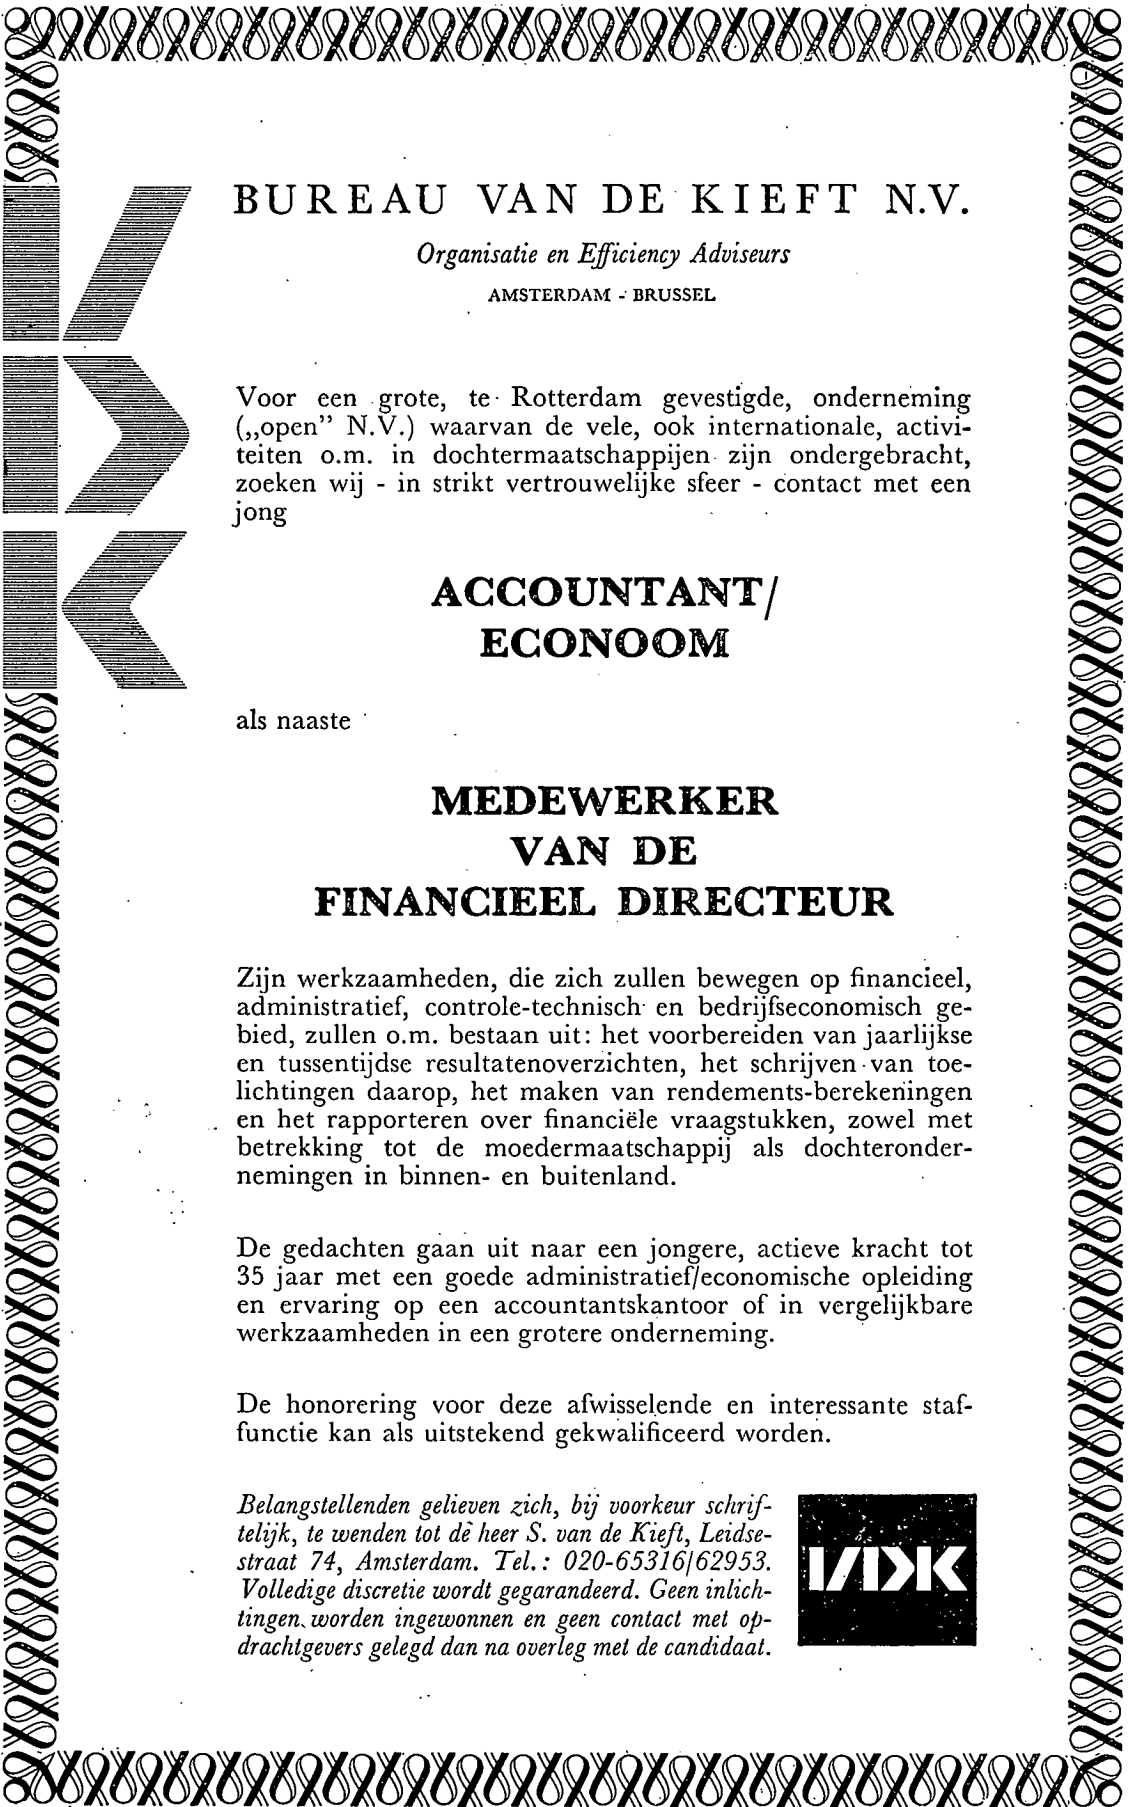 BUREAU VAN DE KIEFT N.V.
Organisatie en Efficiency Adviseurs
AMSTERDAM - BRUSSEL
Voor een grote, te Rotterdam gevestigde, onderneming
(„open” N.V.) waarvan de vele, ook internationale, activi-
teiten o.m. in dochtermaatschappijen zijn ondergebracht,
zoeken wij - in strikt vertrouwelijke sfeer - contact met een
jong
ACCOUNTANT/
ECONOOM
als naaste
MEDEWERKER
VAN DE
FINANCIEEL DIRECTEUR
Zijn werkzaamheden, die zich zullen bewegen op financieel,
administratief, controle-technisch en bedrijfseconomisch ge-
bied, zullen o.m. bestaan uit: het voorbereiden van jaarlijkse
en tussentijdse resultatenoverzichten, het schrijven van toe-
lichtingen daarop, het maken van rendements-berekeningen
en het rapporteren over financiële vraagstukken, zowel met
betrekking tot de moedermaatschappij als dochteronder-
nemingen in binnen- en buitenland.
De gedachten gaan uit naar een jongere, actieve kracht tot
35 jaar met een goede administratief/economische opleiding
en ervaring op een accountantskantoor of in vergelijkbare
werkzaamheden in een grotere onderneming.
De honorering voor deze afwisselende en interessante staf-
functie kan als uitstekend gekwalificeerd worden.
Belangstellenden gelieven zich, bij voorkeur schrif-
telijk, te wenden tot de heer S. van de Kieft, Leidse-
straat 74, Amsterdam. Tel.: 020-65316/62953.
Volledige discretie wordt gegarandeerd. Geen inlich-
tingen worden ingewonnen en geen contact met op-
drachtgevers gelegd dan na overleg met de candidaat.
VDK